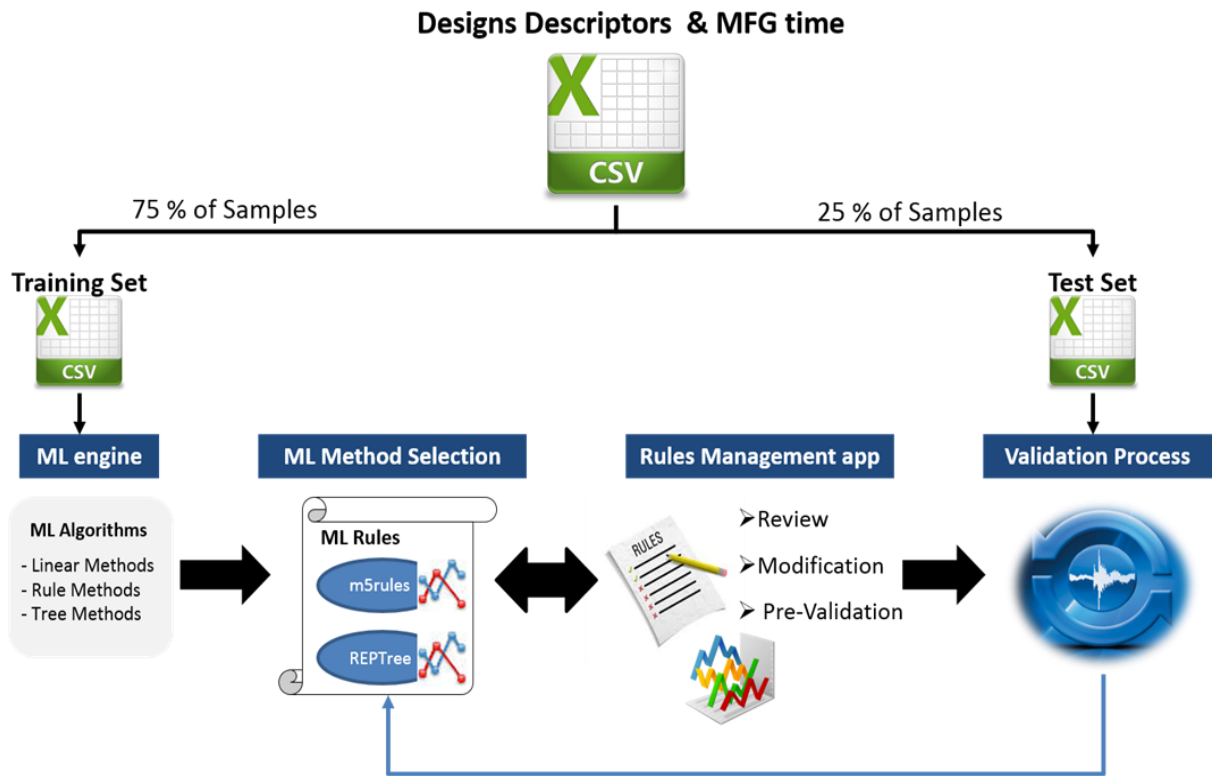 Designs Descriptors & MFG time
X
CSV
75 % of Samples
25 % of Samples
Training Set
X
CSV
Test Set
X
CSV
ML engine
ML Method Selection
Rules Management app
Validation Process
ML Algorithms
- Linear Methods
- Rule Methods
- Tree Methods
ML Rules
m5rules
REPTree
RULES
➢Review
➢Modification
➢ Pre-Validation